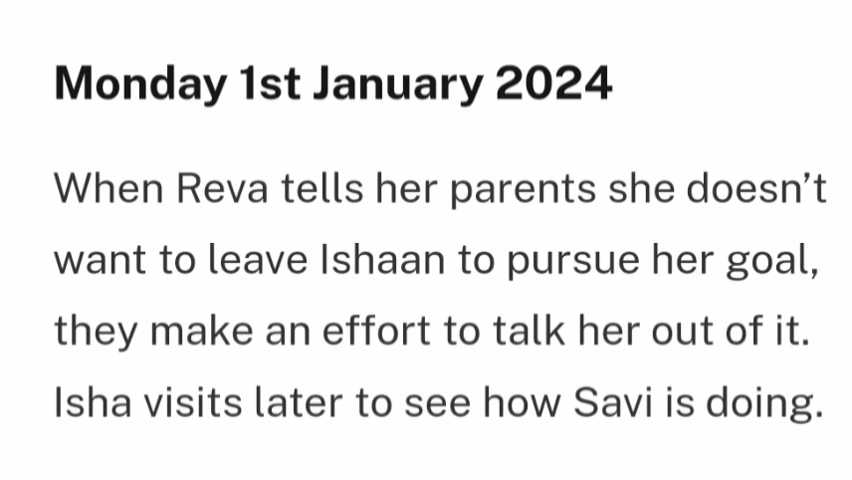 Monday 1st January 2024
When Reva tells her parents she doesn’t
want to leave Ishaan to pursue her goal,
they make an effort to talk her out of it.
Isha visits later to see how Savi is doing.